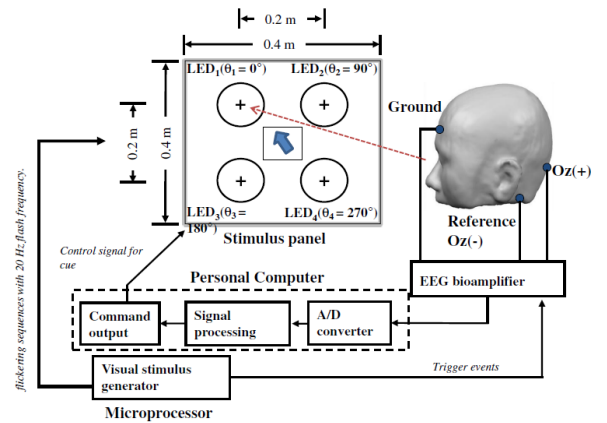 0.2 m
0.4 m
LED1(θ1 = 0°) LED2(θ2 = 90°)
+ +
0.2 m
0.4 m
+ +
LED3(θ3 =
180°)
LED4(θ4 = 270°)
Stimulus panel
Ground
Oz(+)
Reference
Oz(-)
EEG bioamplifier
flickering sequences with 20 Hz flash frequency.
Control signal for
cue
Personal Computer
Command
output
Signal
processing
A/D
converter
Visual stimulus
generator
Trigger events
Microprocessor